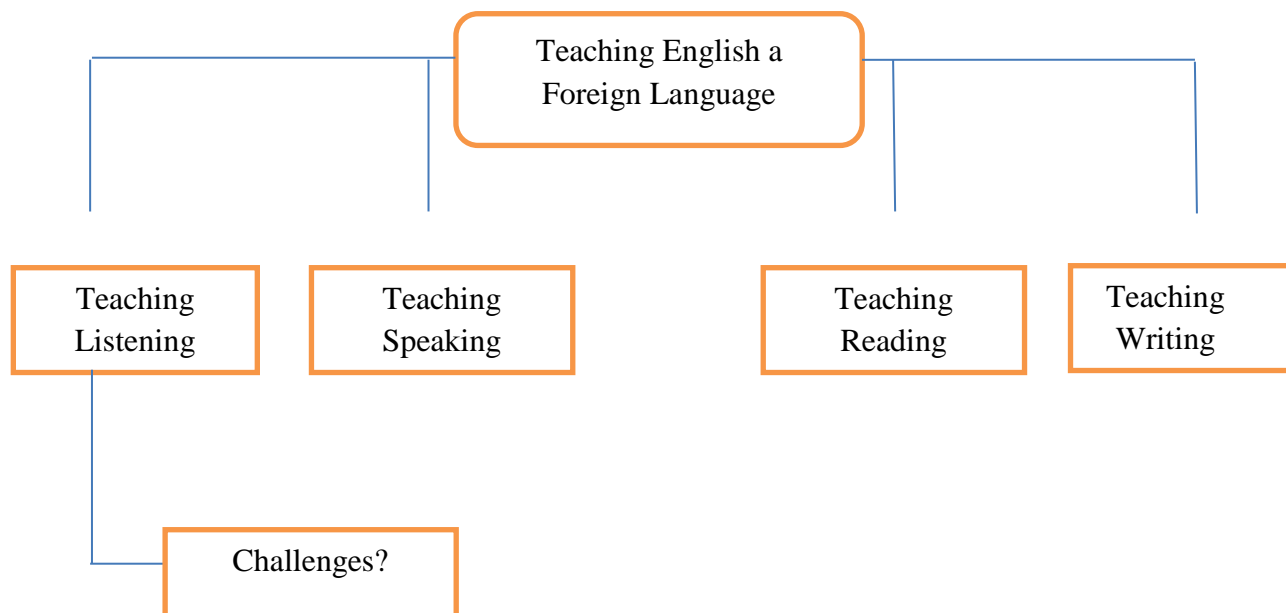 Teaching English a
Foreign Language
Teaching
Listening
Teaching
Speaking
Teaching
Reading
Teaching
Writing
Challenges?